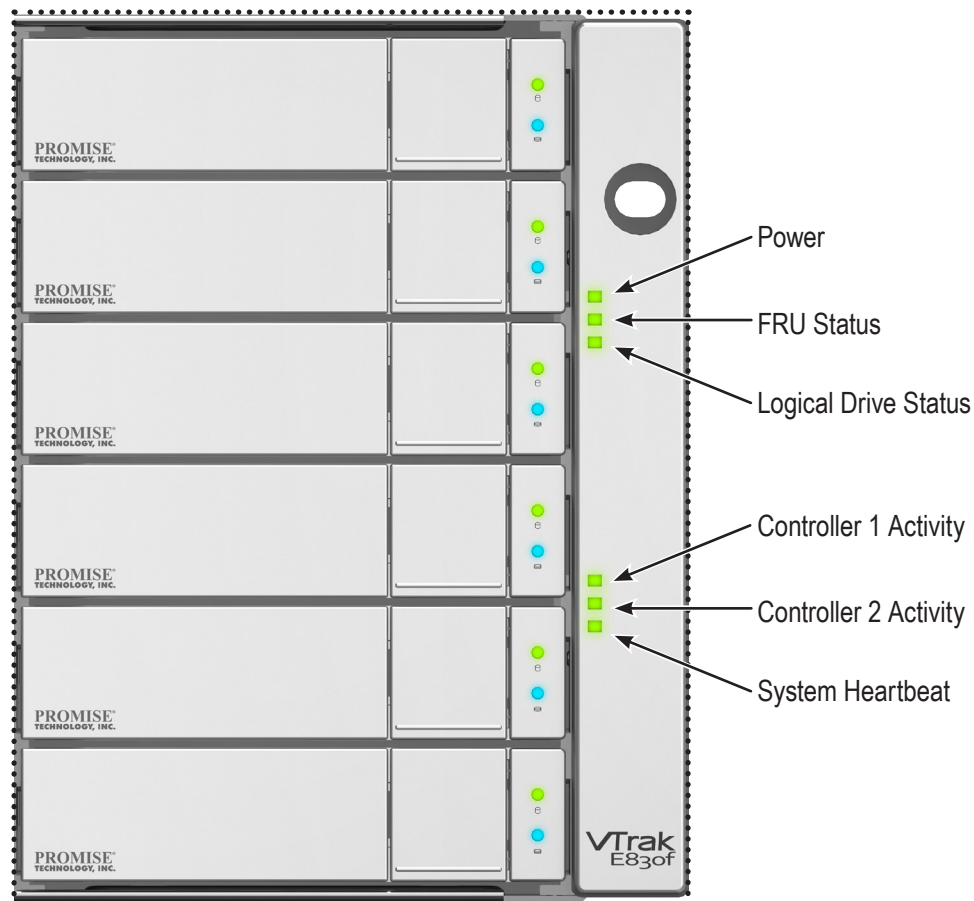 PROMISE®
TECHNOLOGY, INC.
PROMISE®
TECHNOLOGY, INC.
Power
FRU Status
Logical Drive Status
PROMISE®
TECHNOLOGY, INC.
Controller 1 Activity
PROMISE®
TECHNOLOGY, INC.
Controller 2 Activity
System Heartbeat
PROMISE®
TECHNOLOGY, INC.
PROMISE®
TECHNOLOGY, INC.
VTrak
E830f